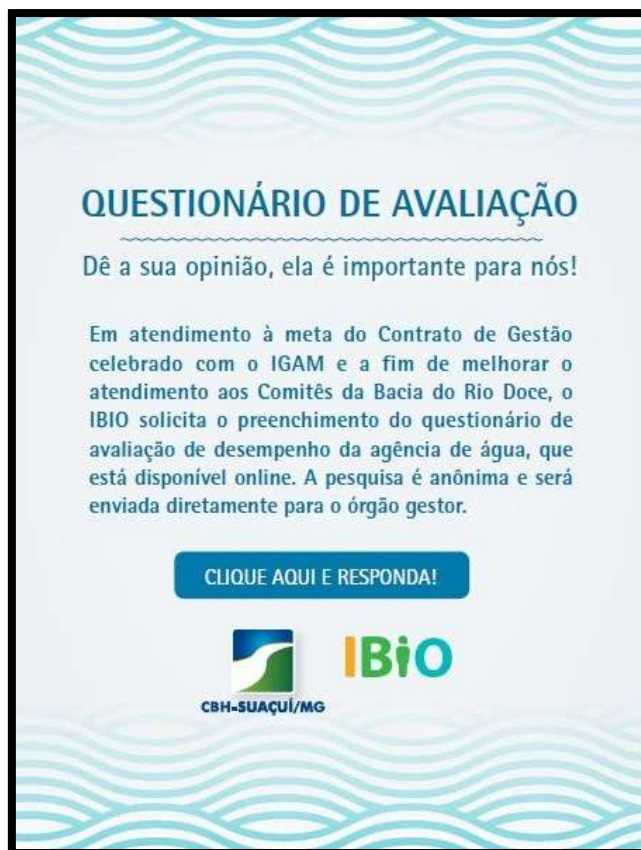 QUESTIONÁRIO DE AVALIAÇÃO
Dê a sua opinião, ela é importante para nós!
Em atendimento à meta do Contrato de Gestão
celebrado com o IGAM e a fim de melhorar o
atendimento aos Comitês da Bacia do Rio Doce, o
IBIO solicita o preenchimento do questionário de
avaliação de desempenho da agência de água, que
está disponível online. A pesquisa é anônima e será
enviada diretamente para o órgão gestor.
CLIQUE AQUI E RESPONDA!
CBH-SUAÇUÍ/MG
IBiO